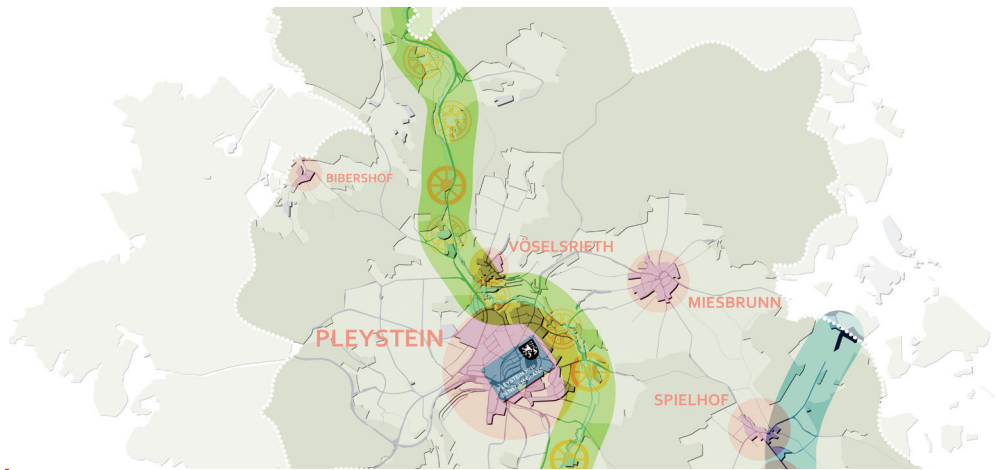 BIBERSHOF
VÖSELSRIETH
MIESBRUNN
PLEYSTEIN
SPIELHOF